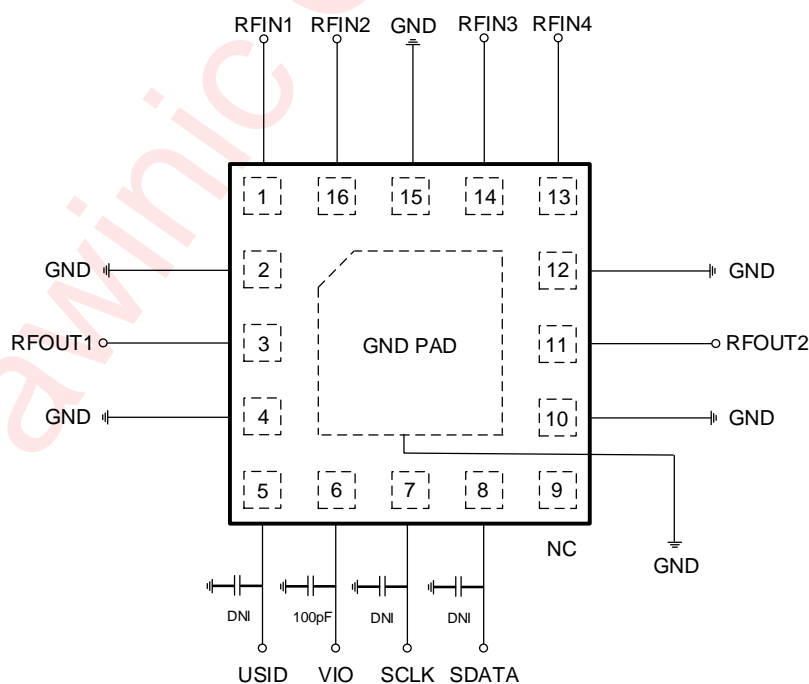 RFIN1 RFIN2 GND RFIN3 RFIN4
1 16 15 14 13
GND 2 12 GND
RFOUT1 3 GND PAD 11 RFOUT2
GND 4 10 GND
5 6 7 8 9
NC
GND
DNI 100pF DNI DNI
USID VIO SCLK SDATA
awinic